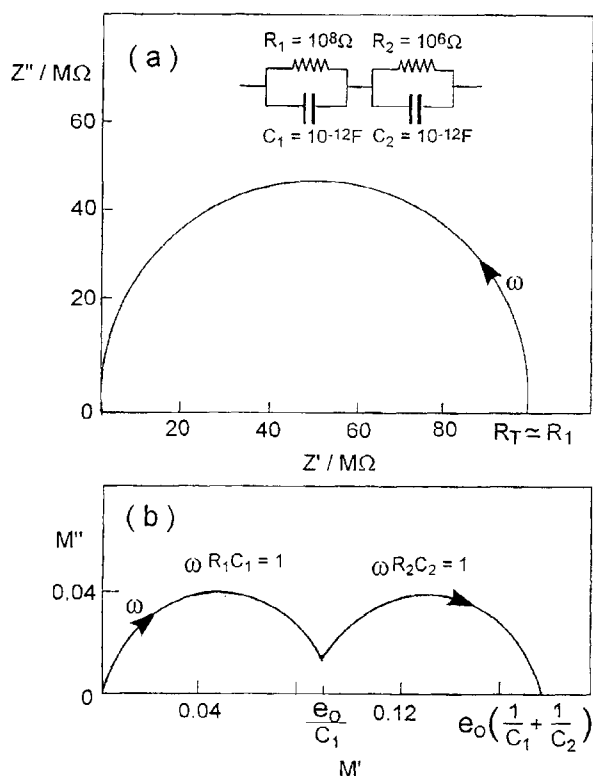 (a)
R₁ = 10⁸Ω R₂ = 10⁶Ω
C₁ = 10⁻¹²F C₂ = 10⁻¹²F
Z" / MΩ
60
40
20
0
ω
20 40 60 80 R_T ≃ R₁
Z' / MΩ
(b)
M"
ω R₁C₁ = 1 ωR₂C₂ = 1
0.04
ω
0
0.04 e₀/C₁ 0.12 e₀(1/C₁ + 1/C₂)
M'